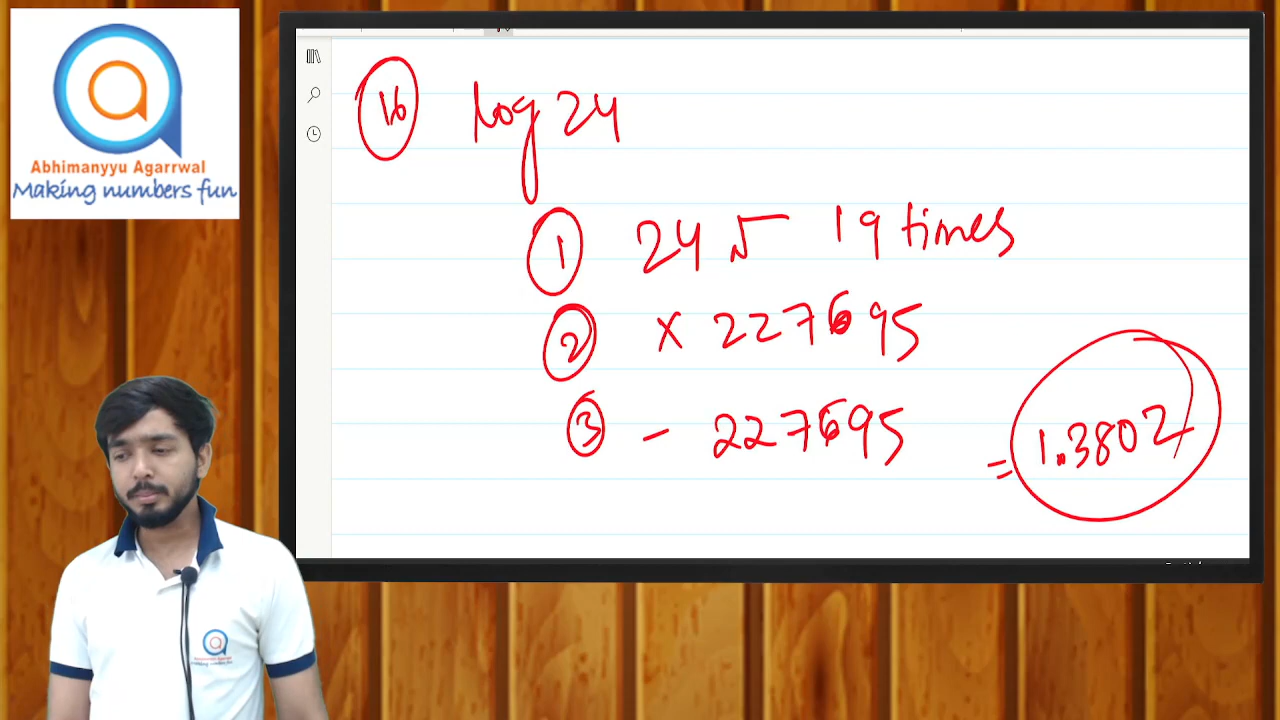 Abhimanyyu Agarrwal
Making numbers fun
16 log 24
1 24 √ 19 times
2 × 227695
3 - 227695
= 1.3802